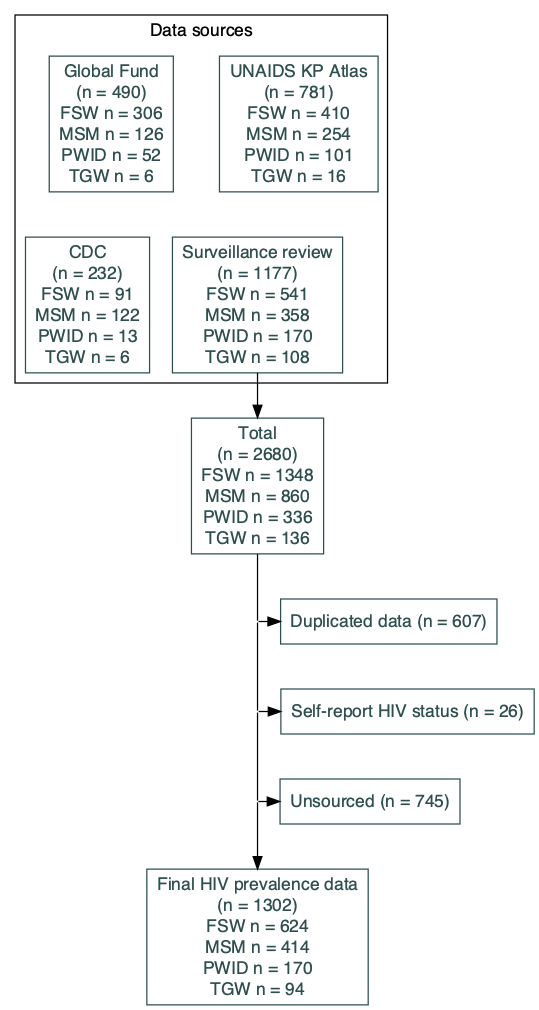 Data sources
Global Fund
(n = 490)
FSW n = 306
MSM n = 126
PWID n = 52
TGW n = 6
UNAIDS KP Atlas
(n = 781)
FSW n = 410
MSM n = 254
PWID n = 101
TGW n = 16
CDC
(n = 232)
FSW n = 91
MSM n = 122
PWID n = 13
TGW n = 6
Surveillance review
(n = 1177)
FSW n = 541
MSM n = 358
PWID n = 170
TGW n = 108
Total
(n = 2680)
FSW n = 1348
MSM n = 860
PWID n = 336
TGW n = 136
Duplicated data (n = 607)
Self-report HIV status (n = 26)
Unsourced (n = 745)
Final HIV prevalence data
(n = 1302)
FSW n = 624
MSM n = 414
PWID n = 170
TGW n = 94